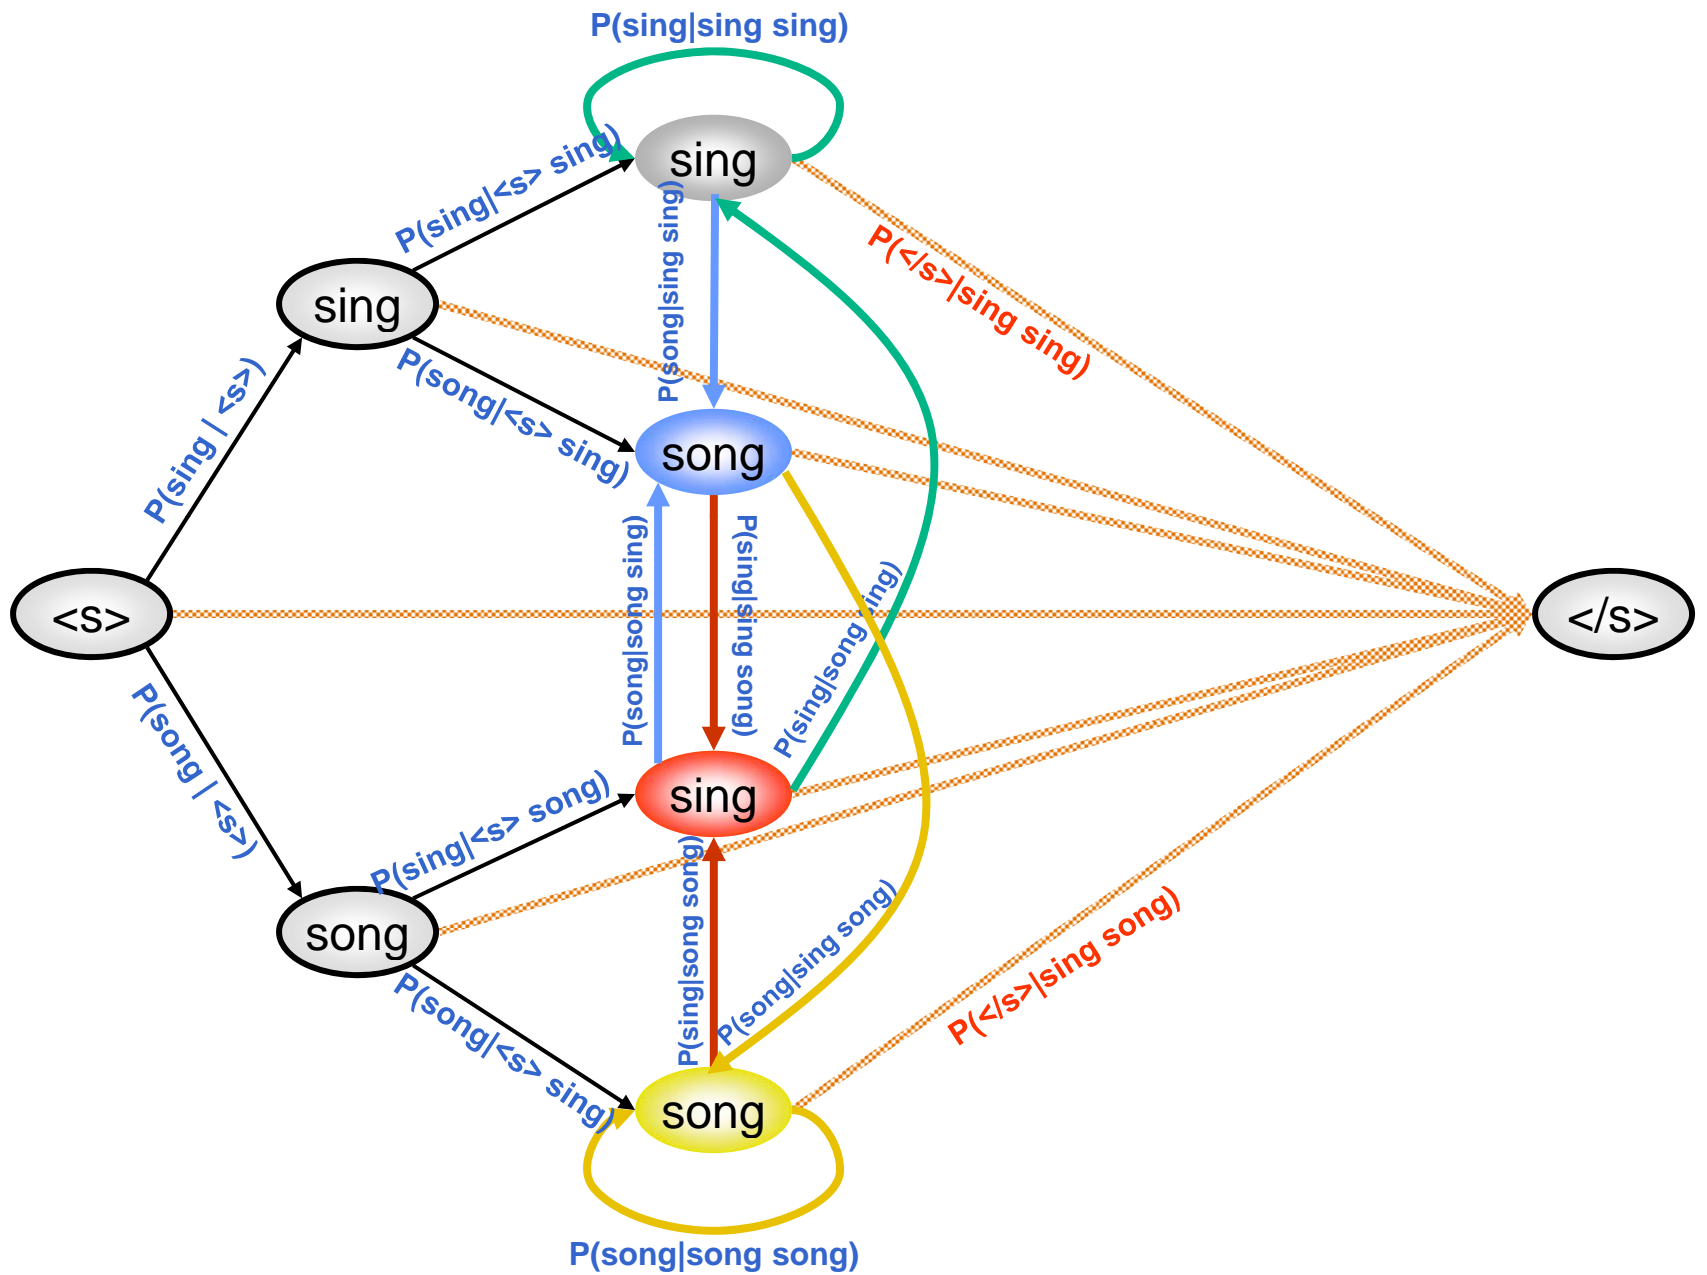 P(sing|sing sing)
sing
P(sing|<s> sing)
P(song|sing sing)
P(</s>|sing sing)
sing
P(song|<s> sing)
P(sing | <s>)
song
P(song|song sing)
P(sing|sing song)
P(sing|song sing)
<s>
</s>
P(song | <s>)
sing
P(sing|<s> song)
P(sing|song song)
P(song|sing song)
P(</s>|sing song)
song
P(song|<s> sing)
song
P(song|song song)